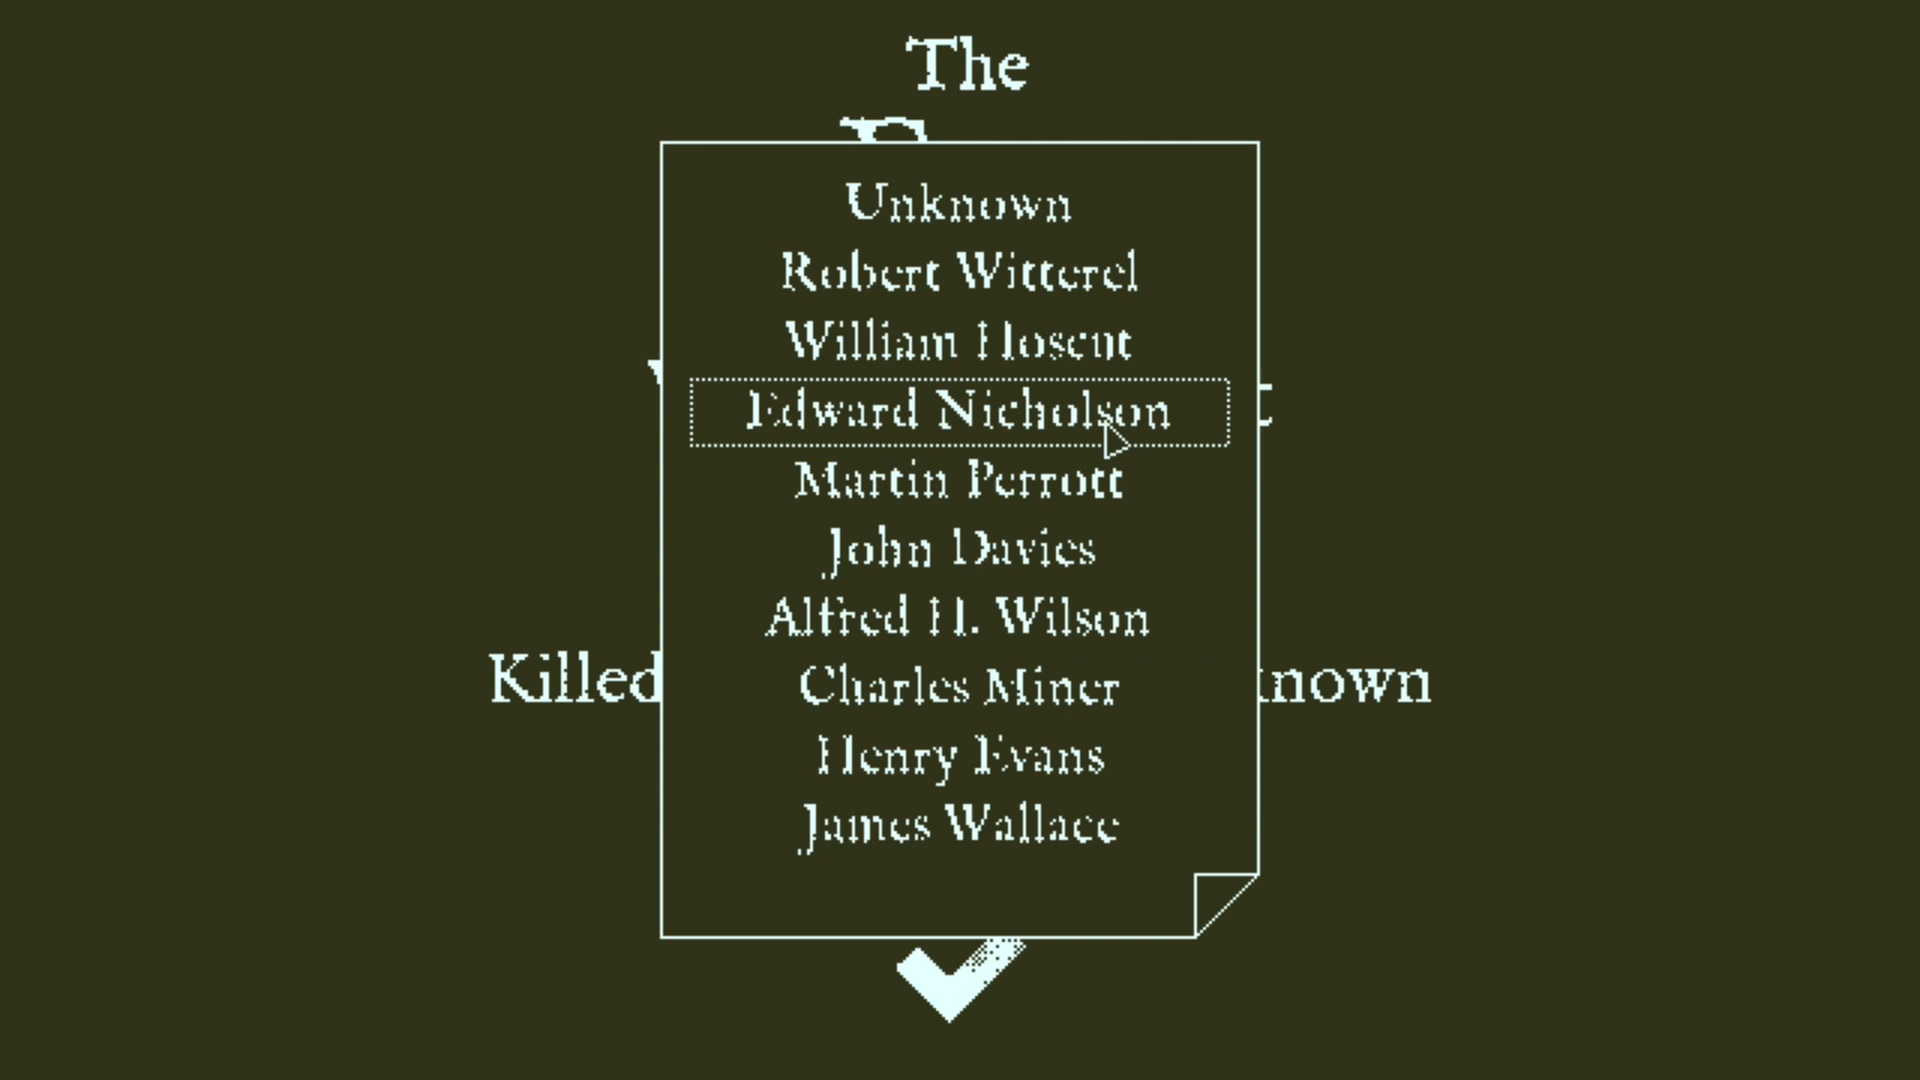 The
Unknown
Robert Witterel
William Hoscut
Edward Nicholson
Martin Perrott
John Davies
Alfred H. Wilson
Charles Miner
Killed
nown
Henry Evans
James Wallace